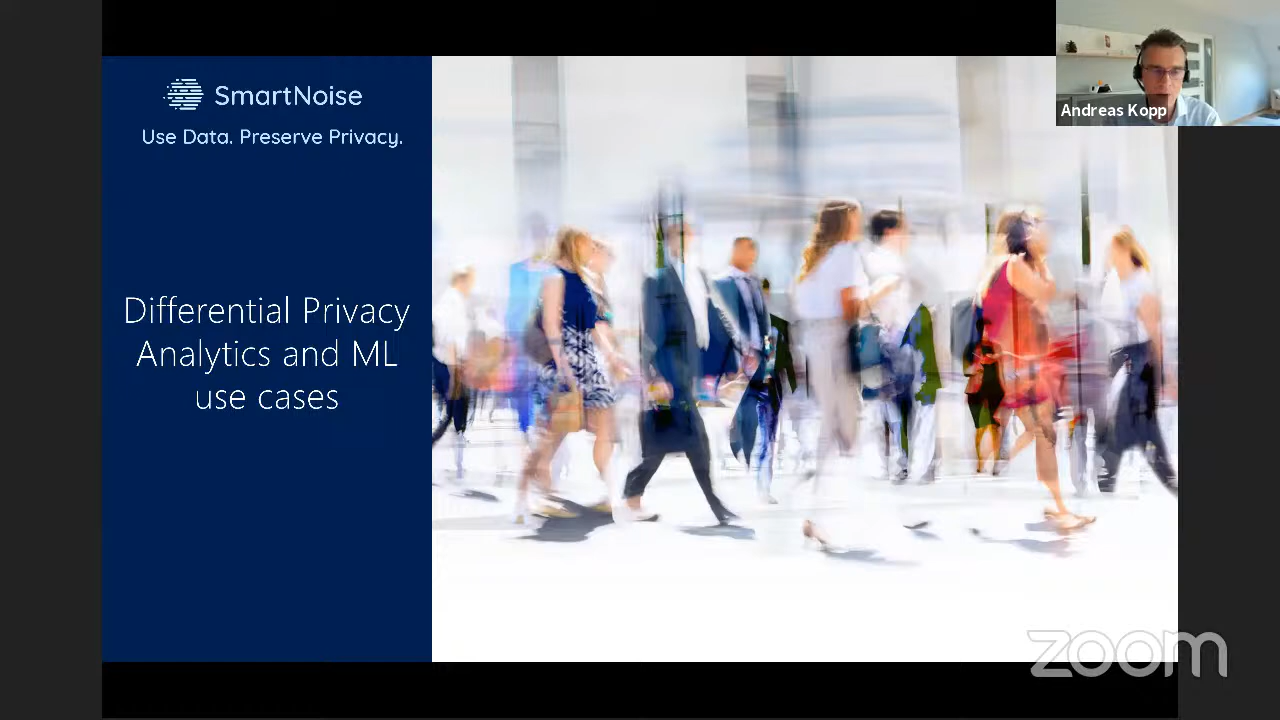 SmartNoise
Use Data. Preserve Privacy.
Differential Privacy
Analytics and ML
use cases
Andreas Kopp
zoom